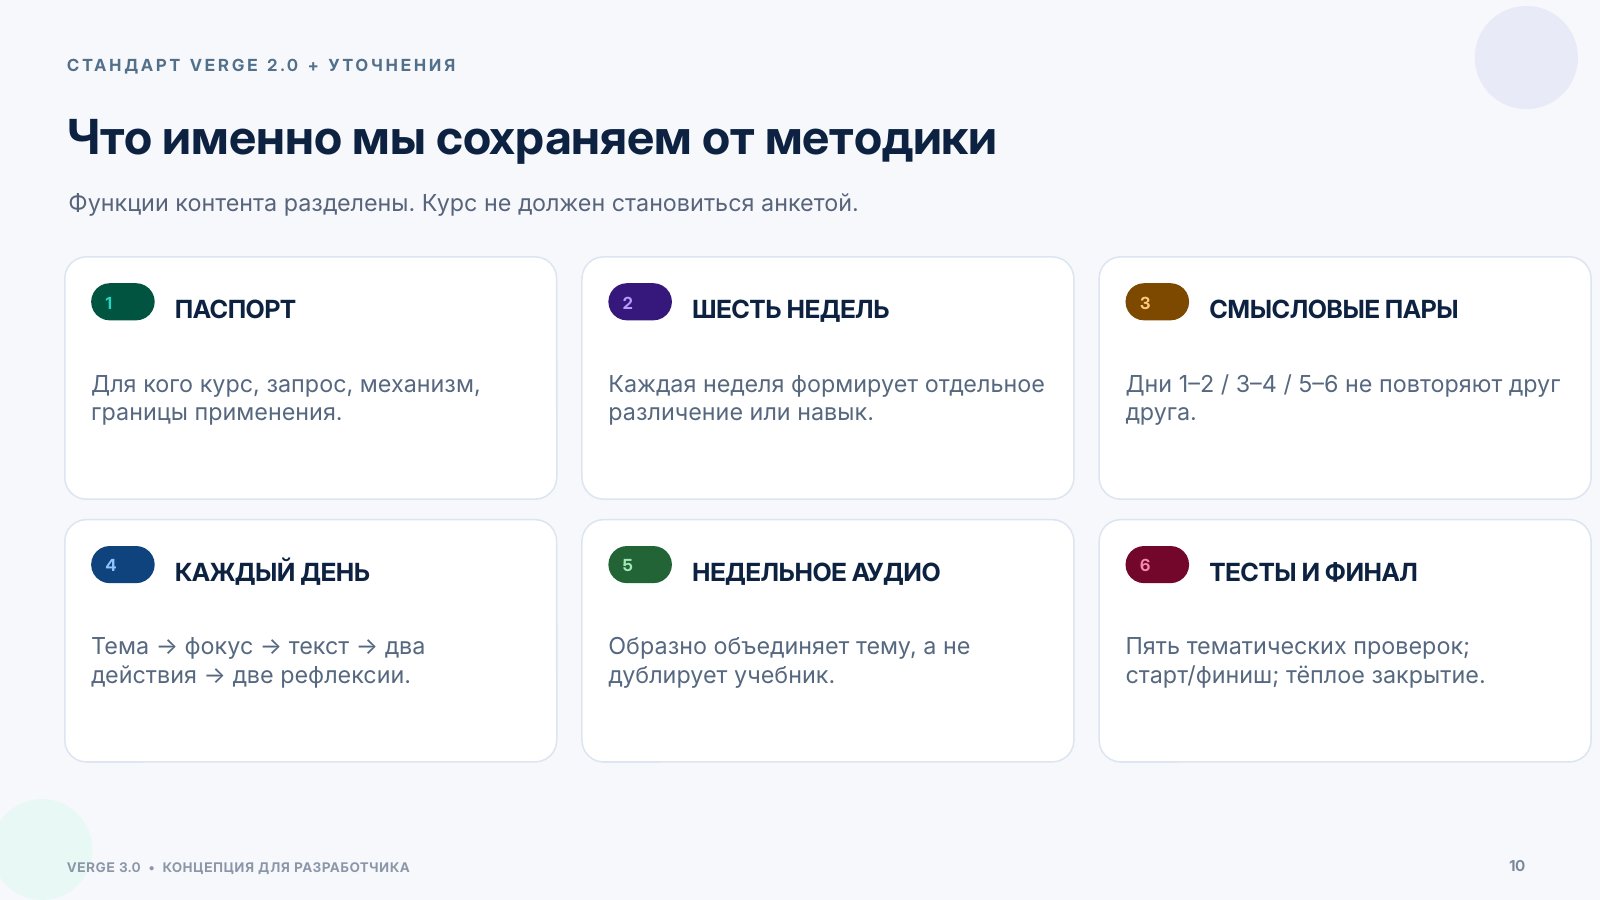 СТАНДАРТ VERGE 2.0 + УТОЧНЕНИЯ
Что именно мы сохраняем от методики
Функции контента разделены. Курс не должен становиться анкетой.
1 ПАСПОРТ
Для кого курс, запрос, механизм,
границы применения.
2 ШЕСТЬ НЕДЕЛЬ
Каждая неделя формирует отдельное
различение или навык.
3 СМЫСЛОВЫЕ ПАРЫ
Дни 1–2 / 3–4 / 5–6 не повторяют друг
друга.
4 КАЖДЫЙ ДЕНЬ
Тема → фокус → текст → два
действия → две рефлексии.
5 НЕДЕЛЬНОЕ АУДИО
Образно объединяет тему, а не
дублирует учебник.
6 ТЕСТЫ И ФИНАЛ
Пять тематических проверок;
старт/финиш; тёплое закрытие.
VERGE 3.0 • КОНЦЕПЦИЯ ДЛЯ РАЗРАБОТЧИКА
10